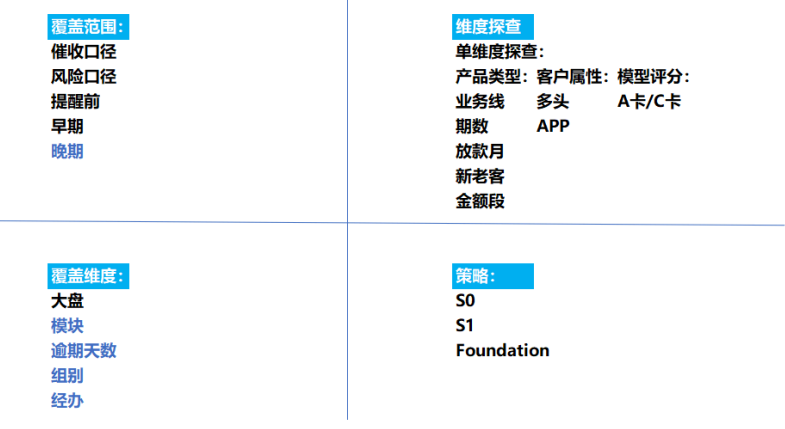 覆盖范围：
催收口径
风险口径
提醒前
早期
晚期
维度探查
单维度探查：
产品类型： 客户属性： 模型评分：
业务线 多头 A卡/C卡
期数 APP
放款月
新老客
金额段
覆盖维度：
大盘
模块
逾期天数
组别
经办
策略：
S0
S1
Foundation